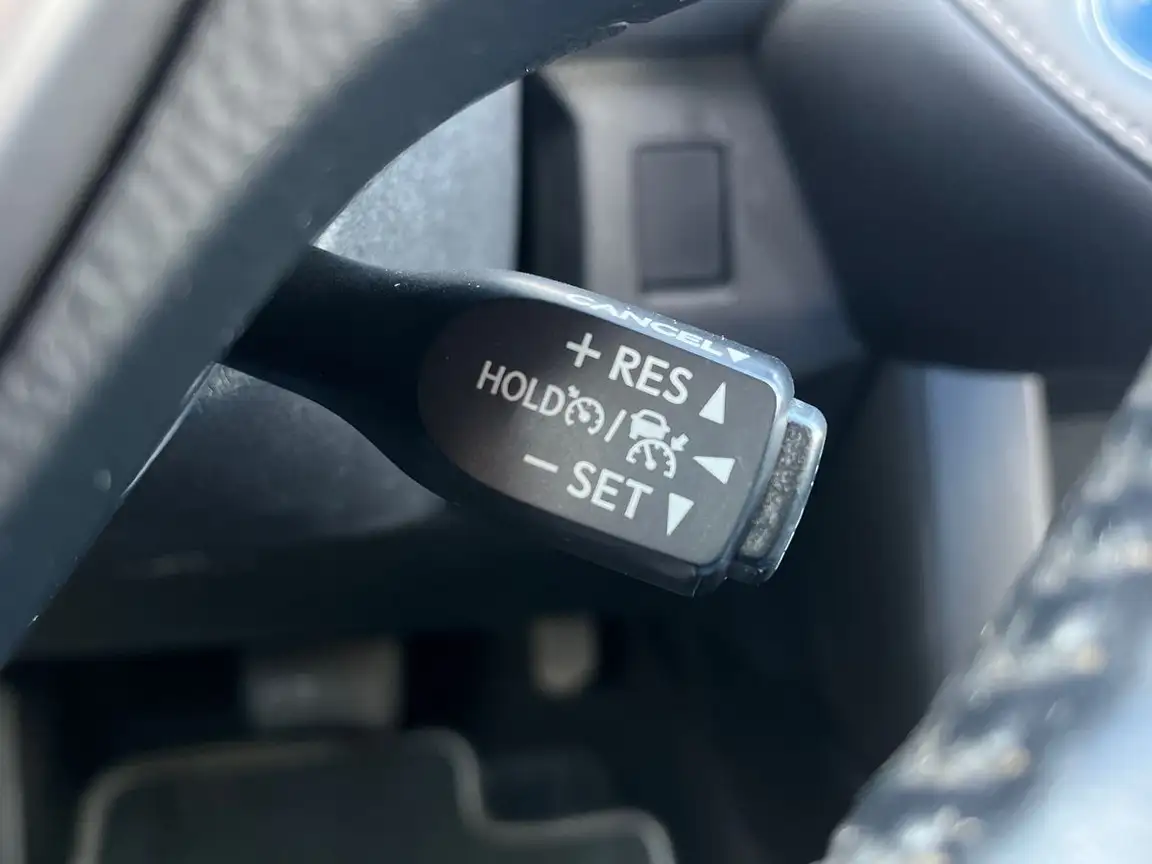 CANCEL▼
+ RES ▲
HOLD / ◀
− SET ▼